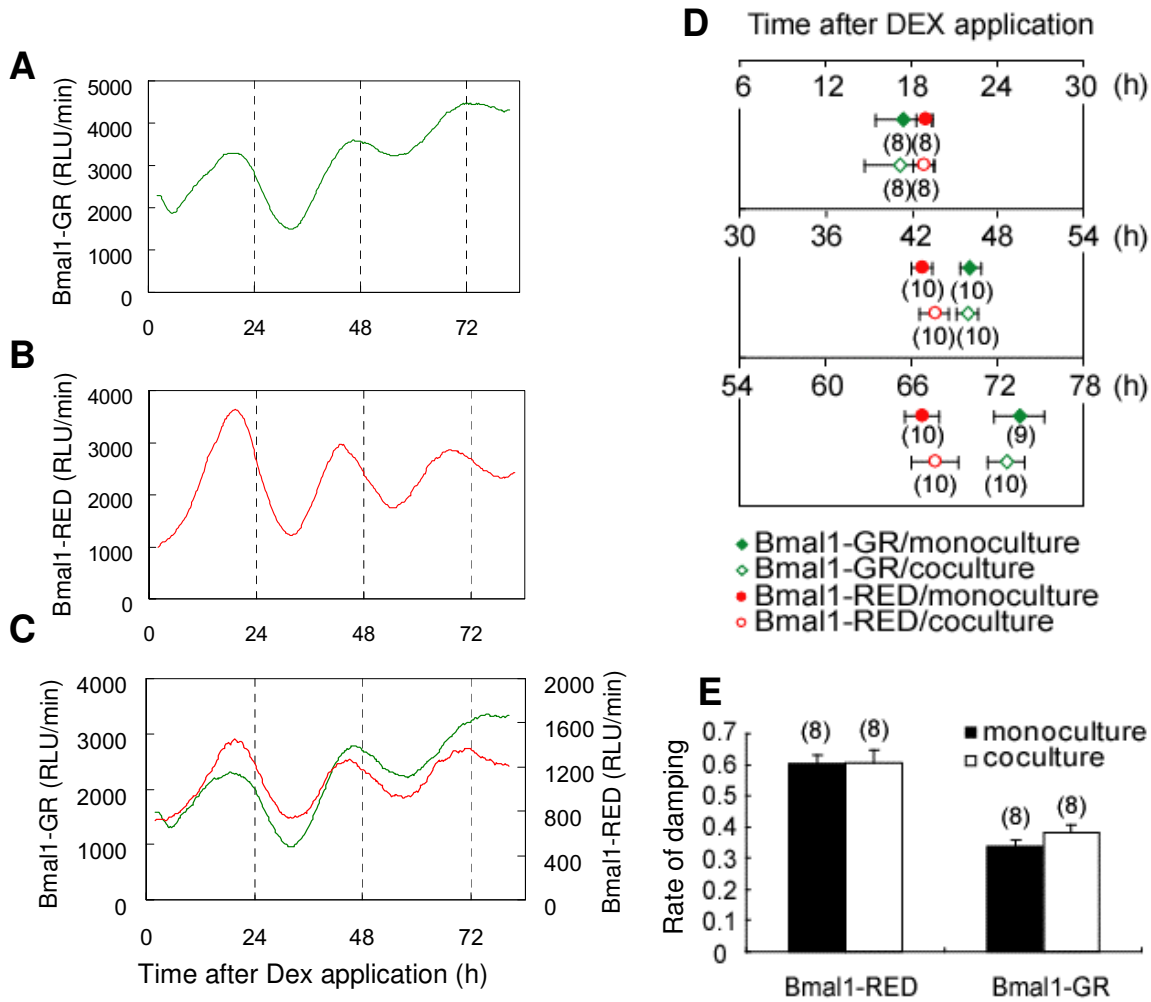 A
Bmal1-GR (RLU/min)
5000
4000
3000
2000
1000
0
0 24 48 72
B
Bmal1-RED (RLU/min)
4000
3000
2000
1000
0
0 24 48 72
C
Bmal1-GR (RLU/min)
4000
3000
2000
1000
0
2000
1600
1200
800
400
0
Bmal1-RED (RLU/min)
0 24 48 72
Time after Dex application (h)
D
Time after DEX application
6 12 18 24 30 (h)
(8) (8)
(8) (8)
30 36 42 48 54 (h)
(10) (10)
(10) (10)
54 60 66 72 78 (h)
(10) (9)
(10) (10)
Bmal1-GR/monoculture
Bmal1-GR/coculture
Bmal1-RED/monoculture
Bmal1-RED/coculture
E
Rate of damping
0.7
0.6
0.5
0.4
0.3
0.2
0.1
0
(8) (8)
(8) (8)
monoculture
coculture
Bmal1-RED Bmal1-GR